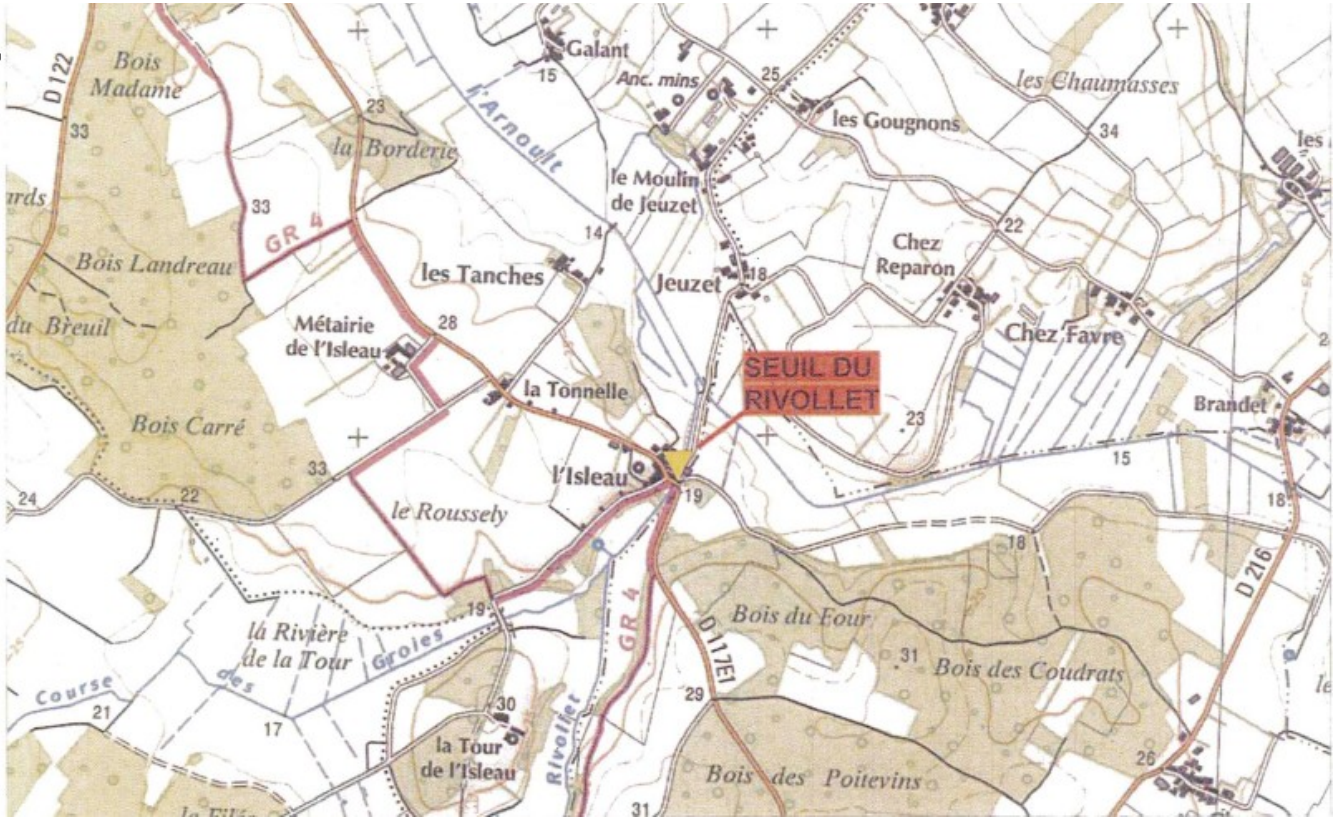 Galant
15
Bois
Madame
D 122
33
23
la Borderie
l'Arnoult
Anc. mins
25
les Gougnons
les Chaumasses
34
les
le Moulin
de Jeuzet
ards
33
GR 4
Bois Landreau
14
les Tanches
Jeuzet
18
Chez
Reparon
22
Chez Favre
du Breuil
Métairie
de l'Isleau
28
la Tonnelle
SEUIL DU
RIVOLLET
23
Brandet
4
Bois Carré
15
33
l'Isleau
19
18
24
22
le Roussely
18
D 216
19
GR 4
D 117E1
Bois du Four
31
Bois des Coudrats
la Rivière
de la Tour
Course
des
Groies
21
17
30
la Tour
de l'Isleau
Rivollet
29
le
26
Bois des Poitevins
31